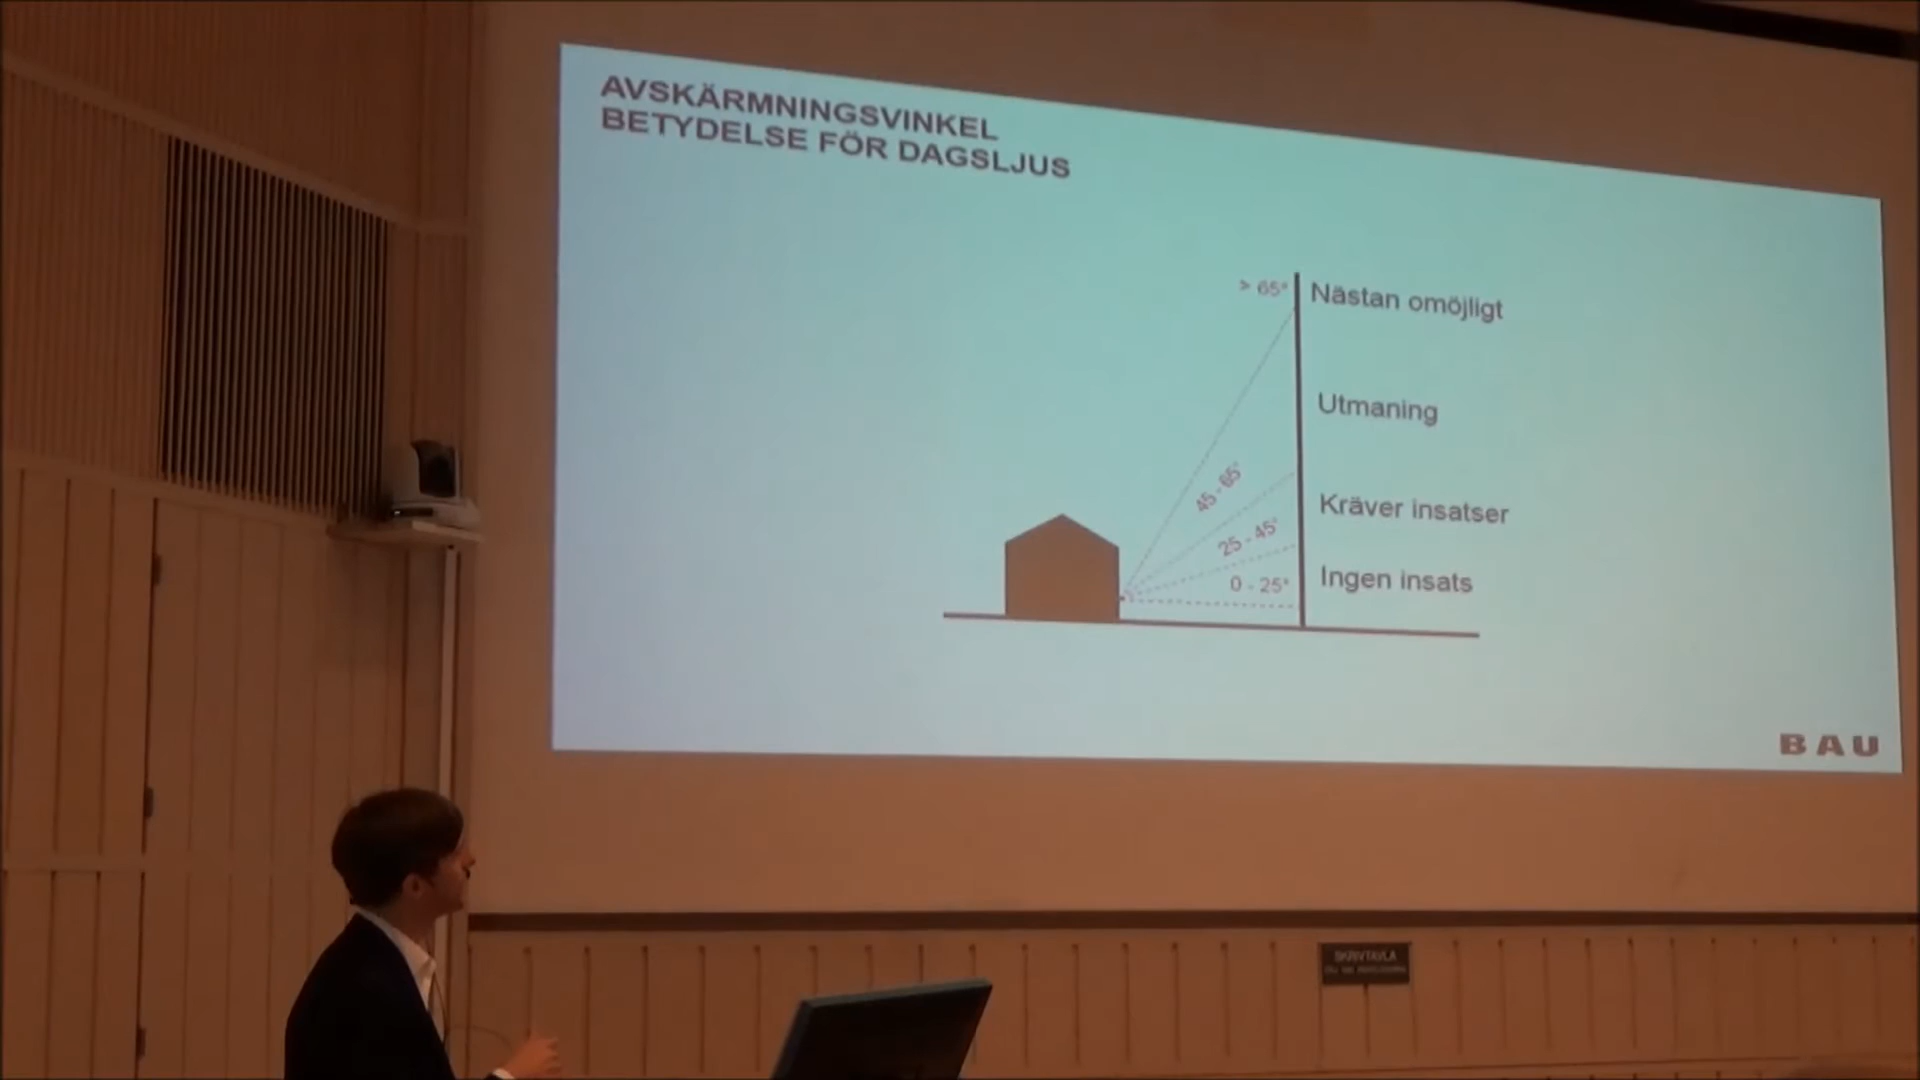 AVSKÄRMNINGSVINKEL
BETYDELSE FÖR DAGSLJUS
> 65° Nästan omöjligt
Utmaning
45 - 65°
Kräver insatser
25 - 45°
0 - 25° Ingen insats
BAU
SKRIVTAVLA